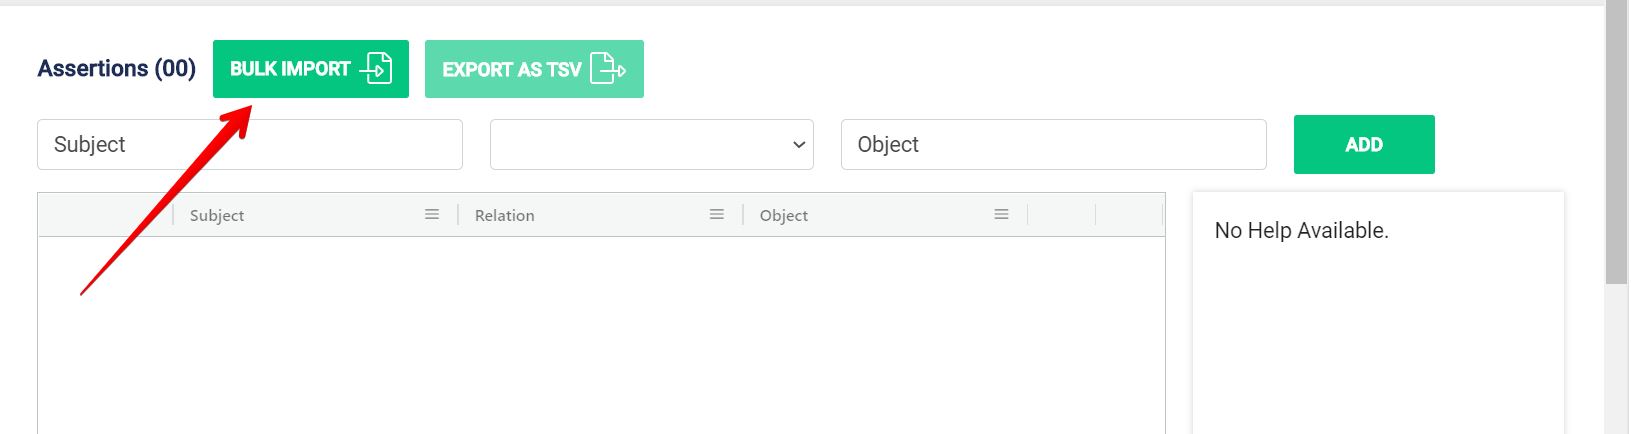 Assertions (00) BULK IMPORT EXPORT AS TSV
Subject Object ADD
Subject Relation Object
No Help Available.